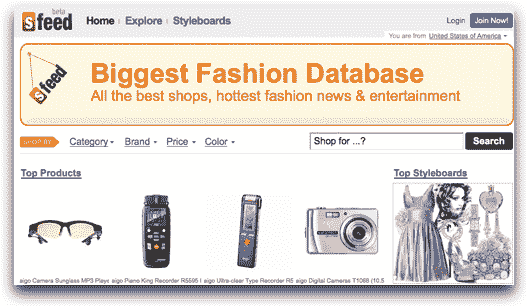 beta
sfeed Home Explore Styleboards Login Join Now!
You are from United States of America
sfeed
Biggest Fashion Database
All the best shops, hottest fashion news & entertainment
SHOP BY Category Brand Price Color Shop for ...? Search
Top Products Top Styleboards
aigo Camera Sunglass MP3 Playe aigo Piamo King Recorder R5595 I aigo Ultra-clear Type Recorder R5 aigo Digital Cameras T1068 (10.5